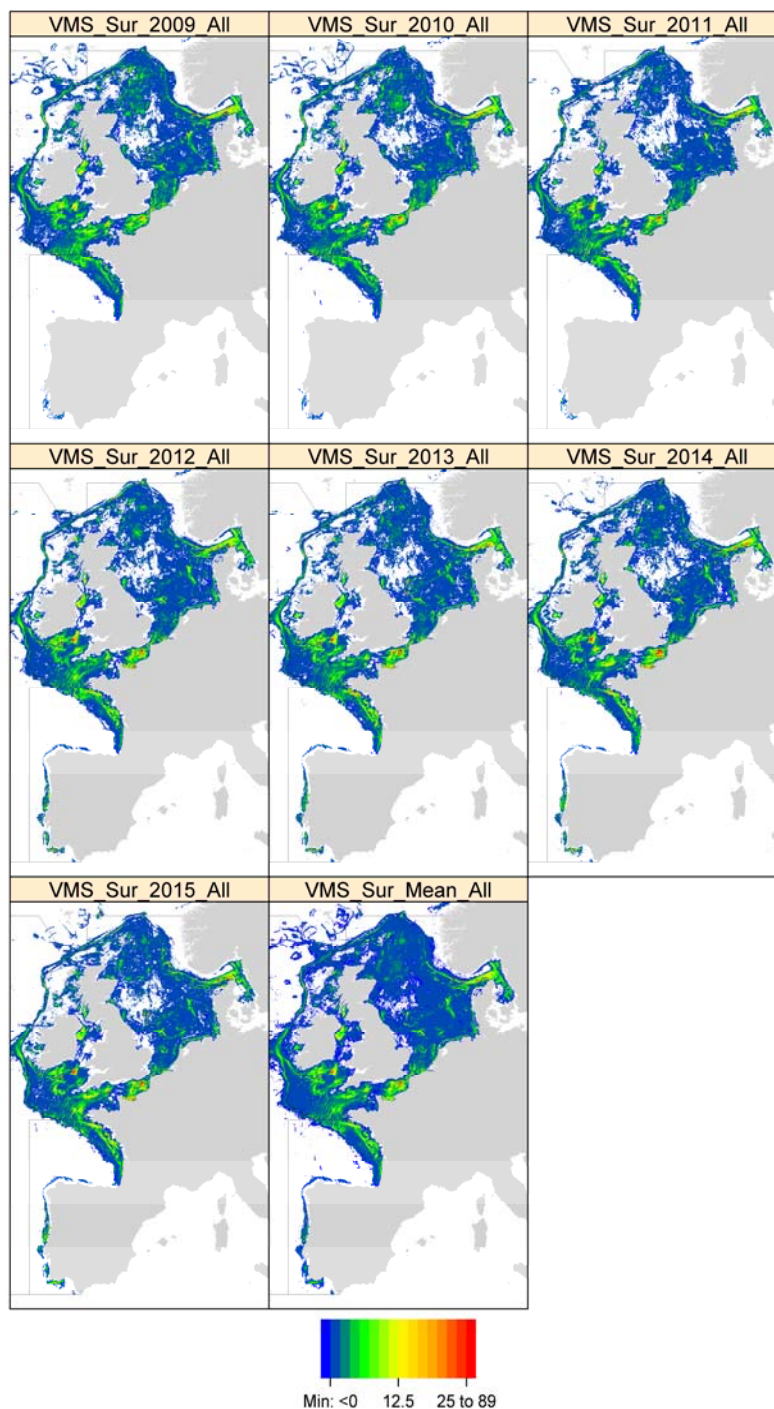 VMS_Sur_2009_All VMS_Sur_2010_All VMS_Sur_2011_All
VMS_Sur_2012_All VMS_Sur_2013_All VMS_Sur_2014_All
VMS_Sur_2015_All VMS_Sur_Mean_All
Min: <0 12.5 25 to 89